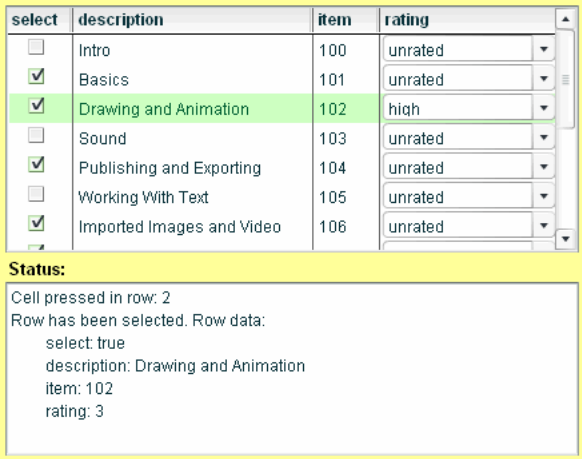 select description item rating
Intro 100 unrated
Basics 101 unrated
Drawing and Animation 102 high
Sound 103 unrated
Publishing and Exporting 104 unrated
Working With Text 105 unrated
Imported Images and Video 106 unrated
Status:
Cell pressed in row: 2
Row has been selected. Row data:
select: true
description: Drawing and Animation
item: 102
rating: 3